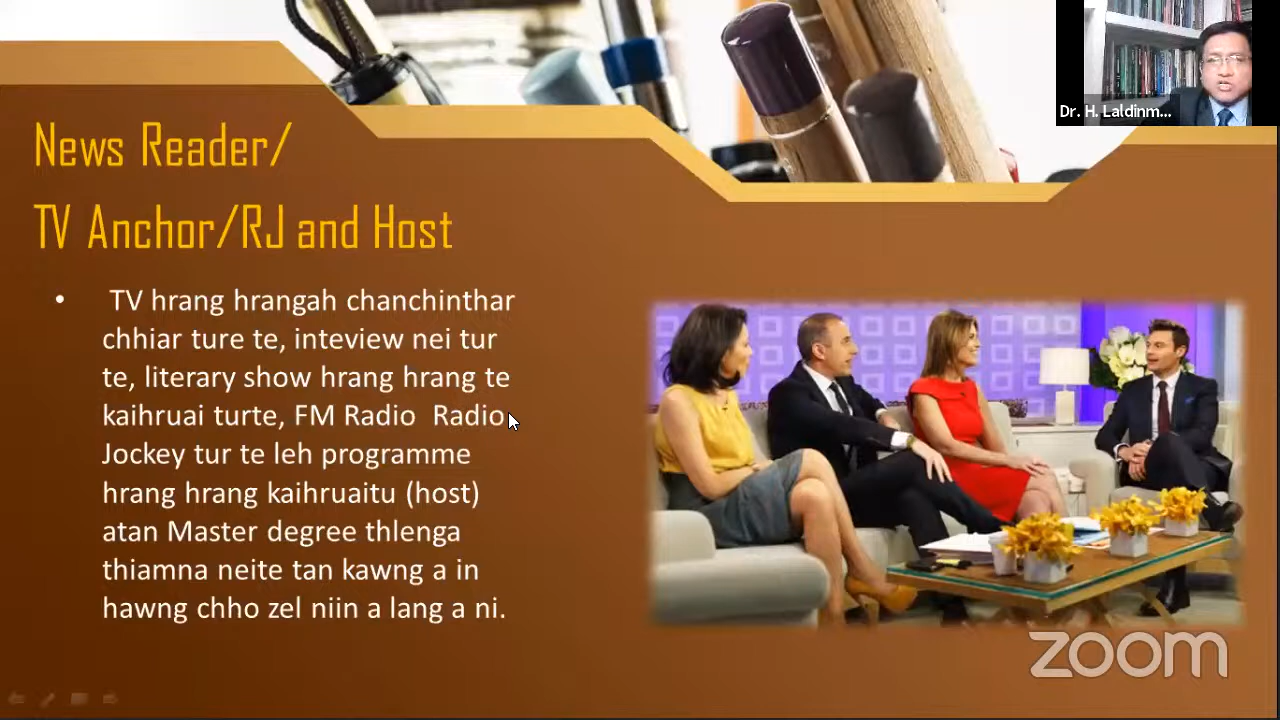 News Reader/
TV Anchor/RJ and Host
• TV hrang hrangah chanchinthar
chhiar ture te, inteview nei tur
te, literary show hrang hrang te
kaihruai turte, FM Radio Radio
Jockey tur te leh programme
hrang hrang kaihruaitu (host)
atan Master degree thlenga
thiamna neite tan kawng a in
hawng chho zel niin a lang a ni.
Dr. H. Laldinm...
zoom